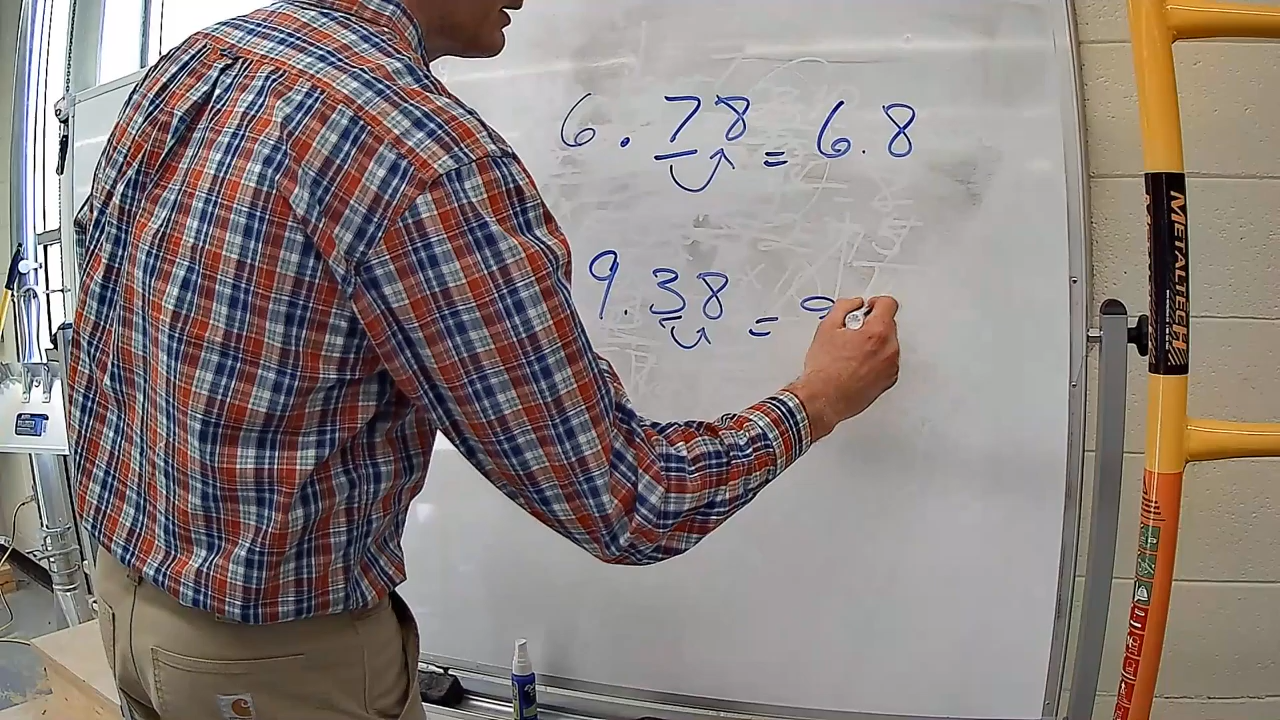 6.78 = 6.8
9.38 = 9
METALTECH